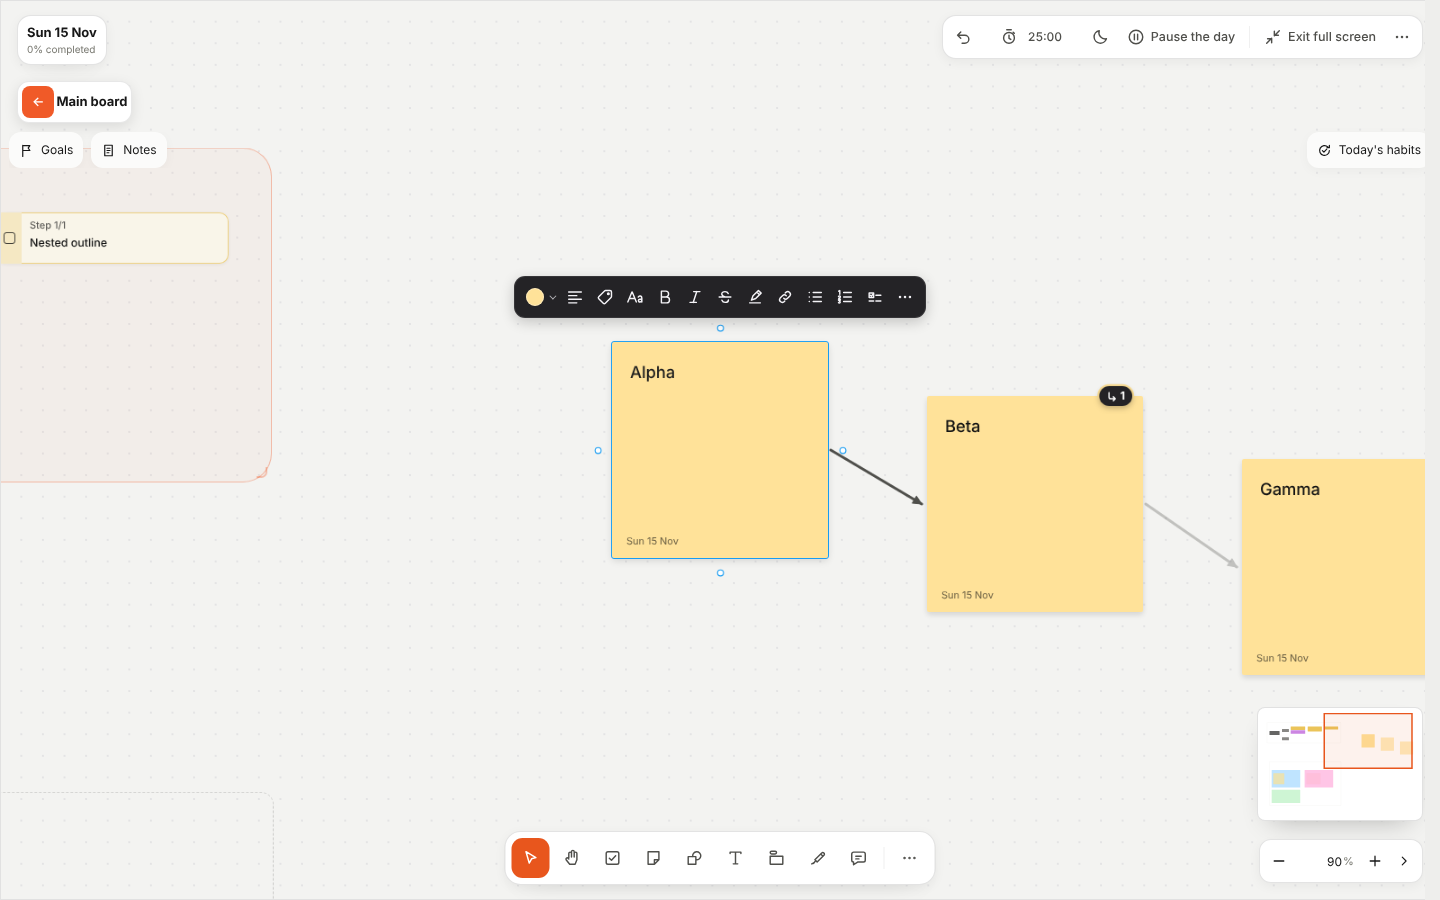 Sun 15 Nov
0% completed
25:00
Pause the day
Exit full screen
Main board
Goals
Notes
Today's habits
Step 1/1
Nested outline
Aa
Alpha
Sun 15 Nov
1
Beta
Sun 15 Nov
Gamma
Sun 15 Nov
90%